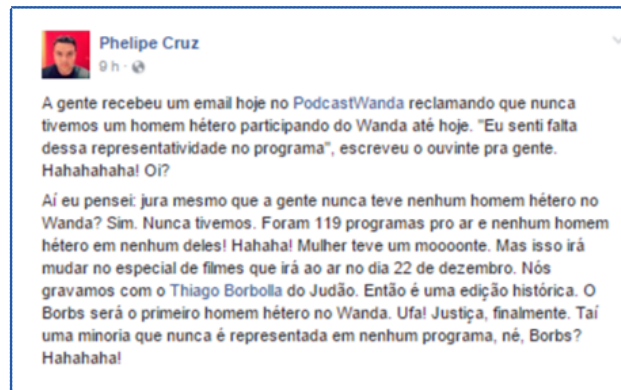 Phelipe Cruz
9 h ·
A gente recebeu um email hoje no PodcastWanda reclamando que nunca
tivemos um homem hétero participando do Wanda até hoje. "Eu senti falta
dessa representatividade no programa", escreveu o ouvinte pra gente.
Hahahahaha! Oi?
Aí eu pensei: jura mesmo que a gente nunca teve nenhum homem hétero no
Wanda? Sim. Nunca tivemos. Foram 119 programas pro ar e nenhum homem
hétero em nenhum deles! Hahaha! Mulher teve um moooonte. Mas isso irá
mudar no especial de filmes que irá ao ar no dia 22 de dezembro. Nós
gravamos com o Thiago Borbolla do Judão. Então é uma edição histórica. O
Borbs será o primeiro homem hétero no Wanda. Ufa! Justiça, finalmente. Taí
uma minoria que nunca é representada em nenhum programa, né, Borbs?
Hahahaha!